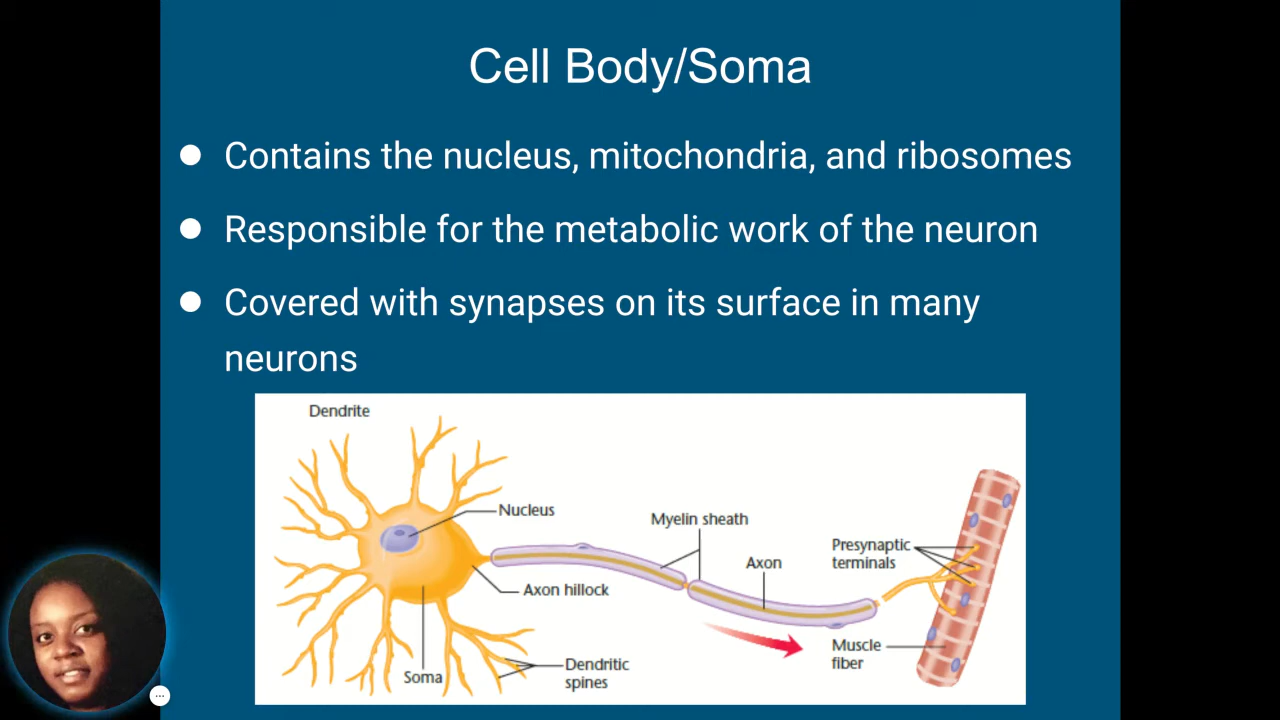 Cell Body/Soma
● Contains the nucleus, mitochondria, and ribosomes
● Responsible for the metabolic work of the neuron
● Covered with synapses on its surface in many
neurons
Dendrite
Nucleus
Myelin sheath
Presynaptic
terminals
Axon
Axon hillock
Muscle
fiber
Dendritic
spines
Soma